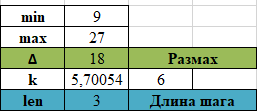 min 9
max 27
Δ 18 Размах
k 5,70054 6
len 3 Длина шага